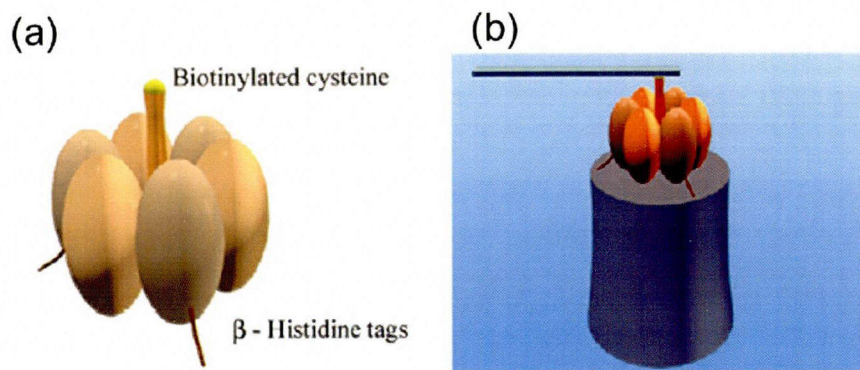 (a)
Biotinylated cysteine
β - Histidine tags
(b)